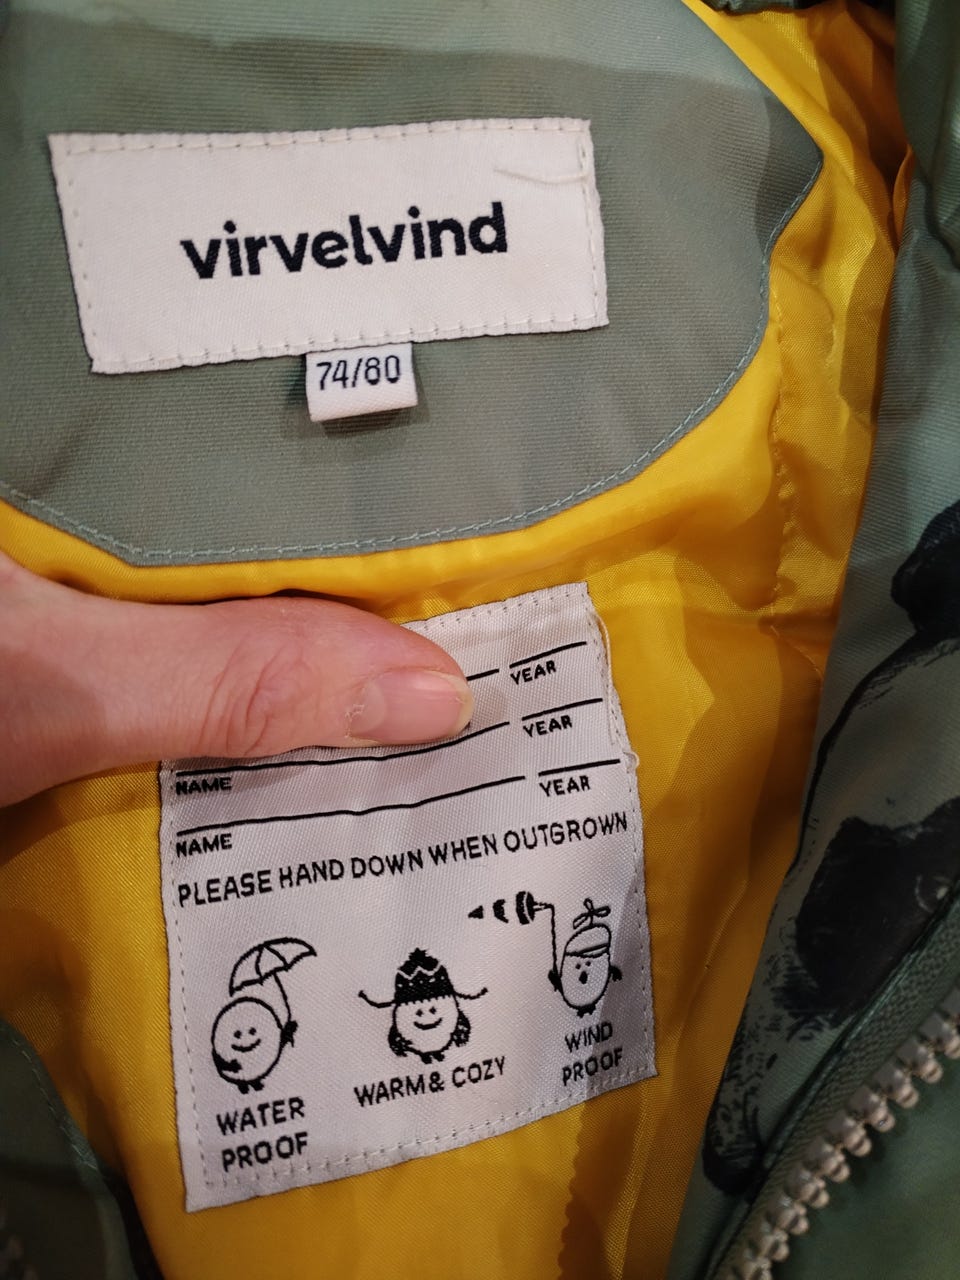 virvelvind
74/80
YEAR
YEAR
NAME YEAR
NAME
PLEASE HAND DOWN WHEN OUTGROWN
WATER PROOF
WARM & COZY
WIND PROOF